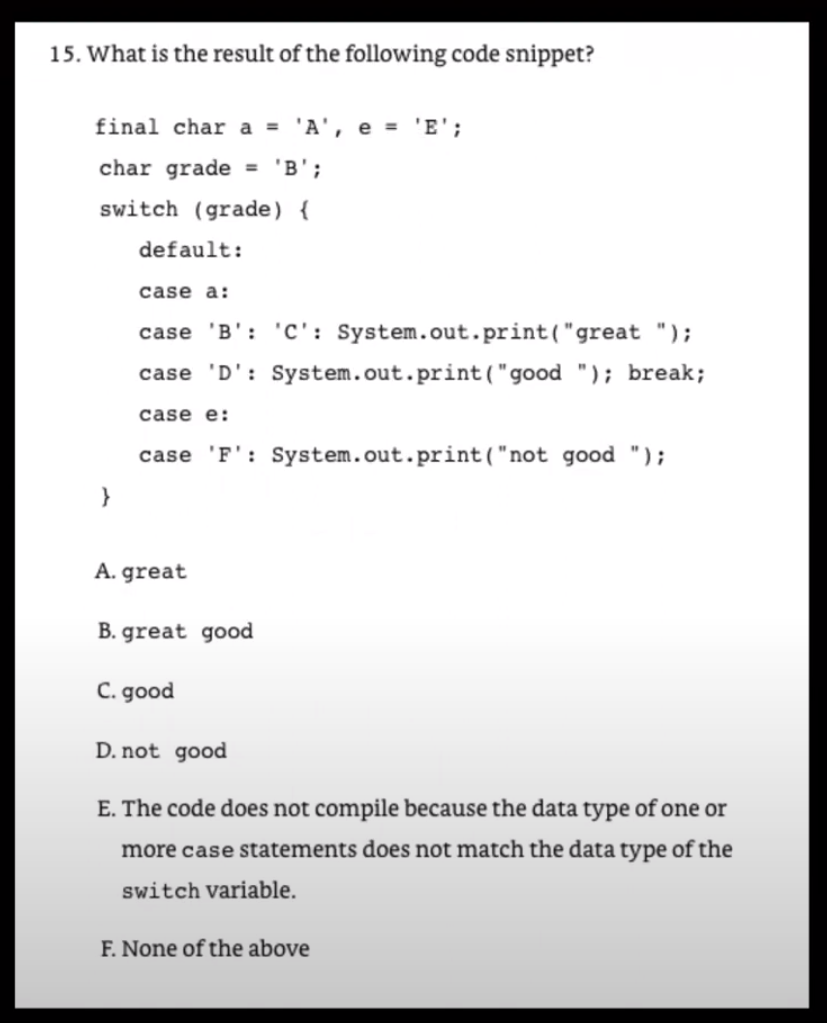 15. What is the result of the following code snippet?
final char a = 'A', e = 'E';
char grade = 'B';
switch (grade) {
default:
case a:
case 'B': 'C': System.out.print("great ");
case 'D': System.out.print("good "); break;
case e:
case 'F': System.out.print("not good ");
}
A. great
B. great good
C. good
D. not good
E. The code does not compile because the data type of one or
more case statements does not match the data type of the
switch variable.
F. None of the above